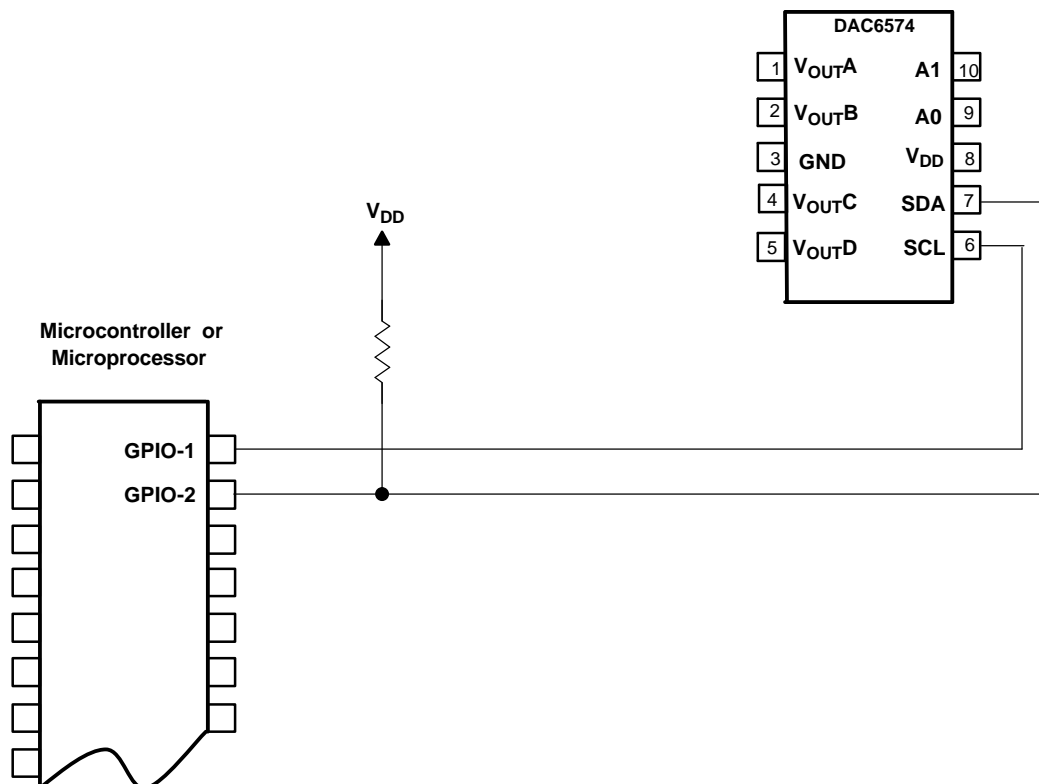 DAC6574
1 VOUTA A1 10
2 VOUTB A0 9
3 GND VDD 8
4 VOUTC SDA 7
5 VOUTD SCL 6
VDD
Microcontroller or
Microprocessor
GPIO-1
GPIO-2